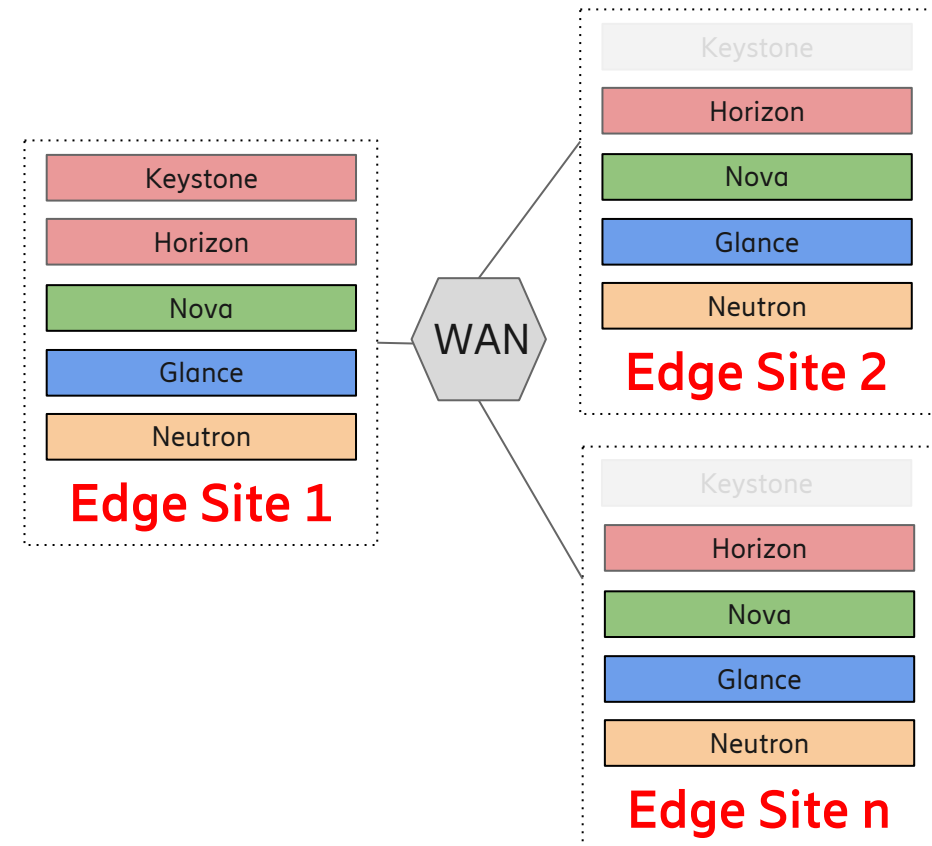 Keystone
Horizon
Nova
Glance
Neutron
Edge Site 1
WAN
Keystone
Horizon
Nova
Glance
Neutron
Edge Site 2
Keystone
Horizon
Nova
Glance
Neutron
Edge Site n